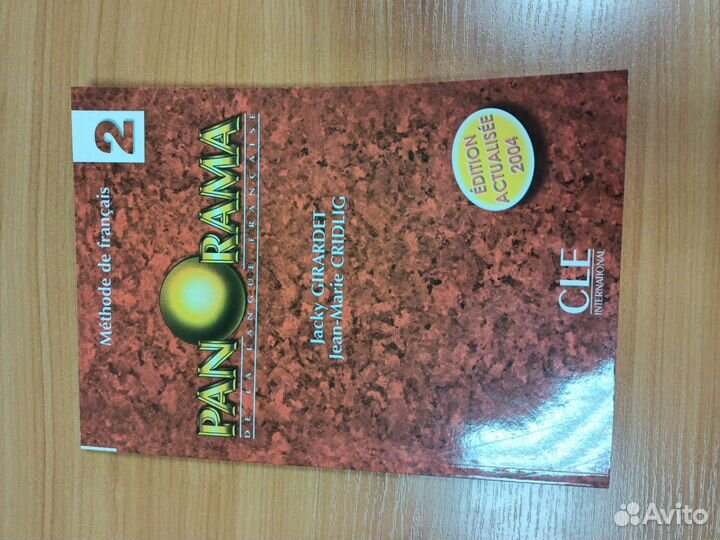 Méthode de français
2
PANORAMA
DE LA LANGUE FRANÇAISE
Jacky GIRARDET
Jean-Marie CRIDLIG
ÉDITION
ACTUALISÉE
2004
CLE
INTERNATIONAL
Avito